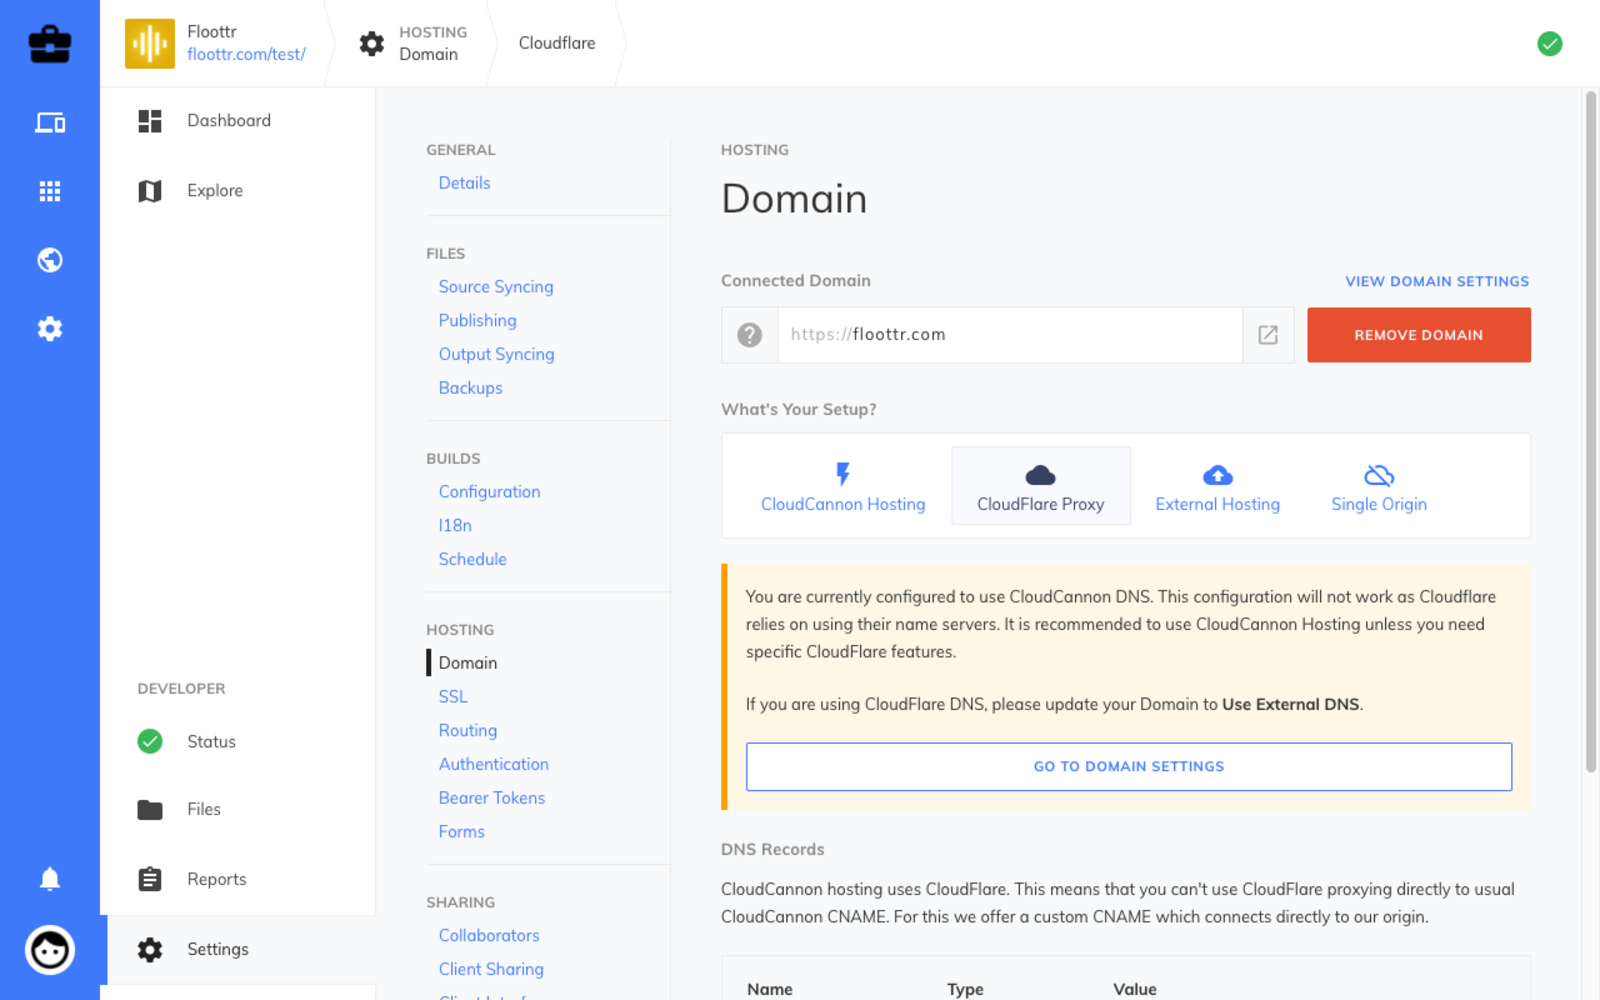 Floottr
floottr.com/test/
HOSTING
Domain
Cloudflare
Dashboard
Explore
DEVELOPER
Status
Files
Reports
Settings
GENERAL
Details
FILES
Source Syncing
Publishing
Output Syncing
Backups
BUILDS
Configuration
I18n
Schedule
HOSTING
Domain
SSL
Routing
Authentication
Bearer Tokens
Forms
SHARING
Collaborators
Client Sharing
HOSTING
Domain
Connected Domain
VIEW DOMAIN SETTINGS
https://floottr.com
REMOVE DOMAIN
What's Your Setup?
CloudCannon Hosting
CloudFlare Proxy
External Hosting
Single Origin
You are currently configured to use CloudCannon DNS. This configuration will not work as Cloudflare
relies on using their name servers. It is recommended to use CloudCannon Hosting unless you need
specific CloudFlare features.
If you are using CloudFlare DNS, please update your Domain to Use External DNS.
GO TO DOMAIN SETTINGS
DNS Records
CloudCannon hosting uses CloudFlare. This means that you can't use CloudFlare proxying directly to usual
CloudCannon CNAME. For this we offer a custom CNAME which connects directly to our origin.
Name Type Value